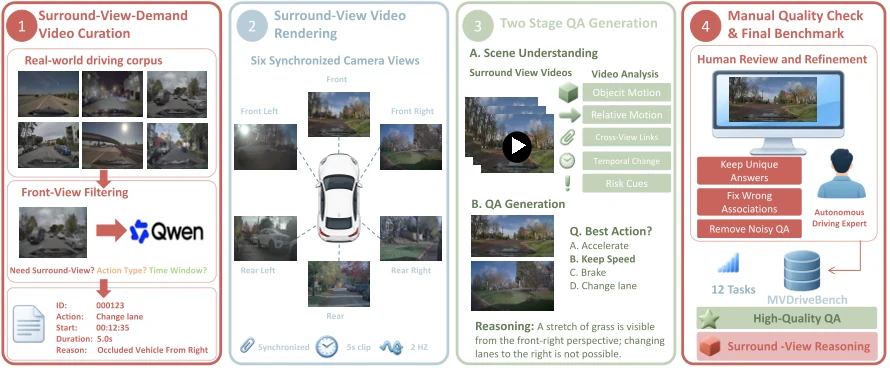 1
Surround-View-Demand
Video Curation
Real-world driving corpus
Front-View Filtering
Qwen
Need Surround-View? Action Type? Time Window?
ID: 000123
Action: Change lane
Start: 00:12:35
Duration: 5.0s
Reason: Occluded Vehicle From Right
2
Surround-View Video
Rendering
Six Synchronized Camera Views
Front
Front Left
Front Right
Rear Left
Rear Right
Rear
Synchronized
5s clip
2 HZ
3
Two Stage QA Generation
A. Scene Understanding
Surround View Videos
Video Analysis
Objecit Motion
Relative Motion
Cross-View Links
Temporal Change
Risk Cues
B. QA Generation
Q. Best Action?
A. Accelerate
B. Keep Speed
C. Brake
D. Change lane
Reasoning: A stretch of grass is visible
from the front-right perspective; changing
lanes to the right is not possible.
4
Manual Quality Check
& Final Benchmark
Human Review and Refinement
Keep Unique
Answers
Fix Wrong
Associations
Remove Noisy QA
Autonomous
Driving Expert
12 Tasks
MVDriveBench
High-Quality QA
Surround -View Reasoning